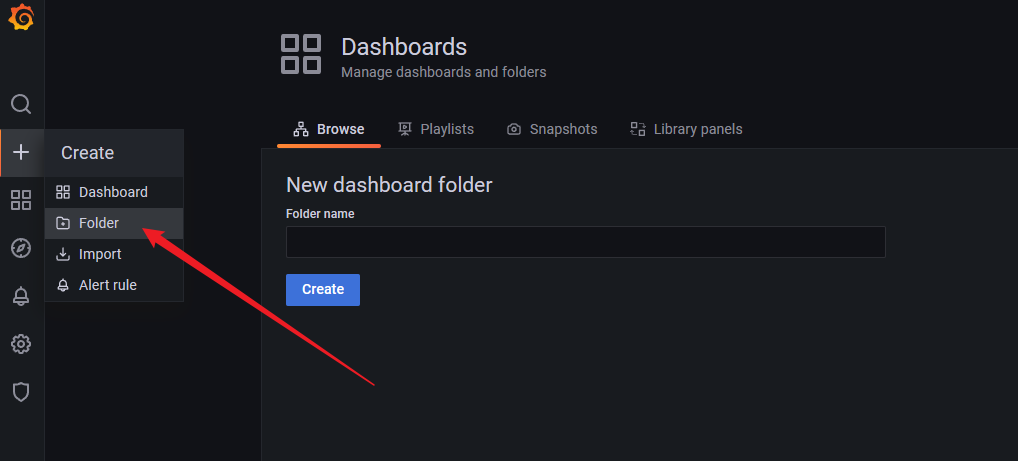 Dashboards
Manage dashboards and folders
Browse Playlists Snapshots Library panels
Create
Dashboard
Folder
Import
Alert rule
New dashboard folder
Folder name
Create